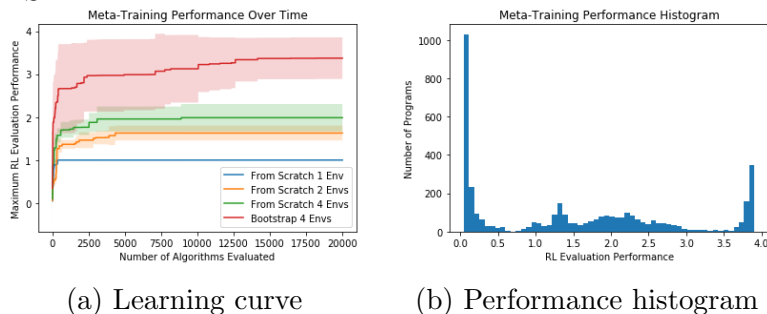 Meta-Training Performance Over Time
Maximum RL Evaluation Performance
4
3
2
1
0
From Scratch 1 Env
From Scratch 2 Envs
From Scratch 4 Envs
Bootstrap 4 Envs
0 2500 5000 7500 10000 12500 15000 17500 20000
Number of Algorithms Evaluated
(a) Learning curve
Meta-Training Performance Histogram
Number of Programs
1000
800
600
400
200
0
0.0 0.5 1.0 1.5 2.0 2.5 3.0 3.5 4.0
RL Evaluation Performance
(b) Performance histogram